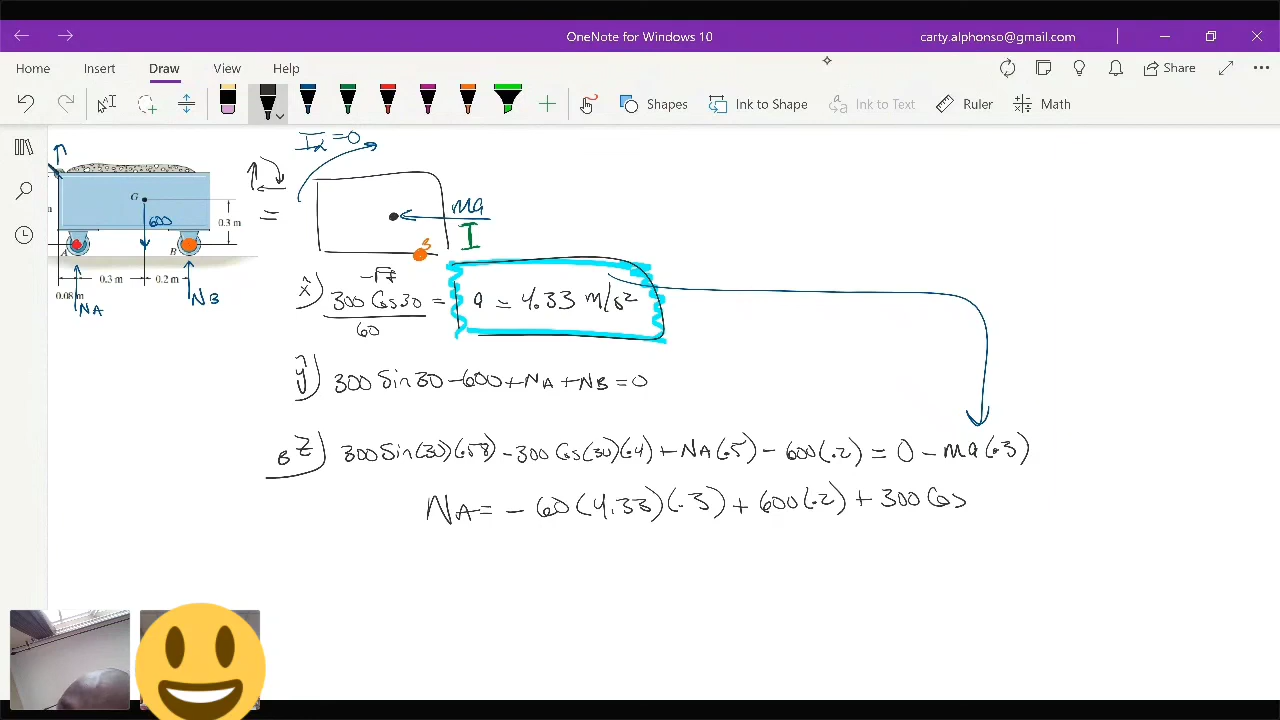 OneNote for Windows 10
carty.alphonso@gmail.com
Home Insert Draw View Help
Share
Shapes Ink to Shape Ink to Text Ruler Math
Iα = 0
G
600
0.3 m
m
A
B
0.3 m 0.2 m
0.08 m
NA
NB
=
ma
I
B
x) 300 Cos 30 / 60 = a = 4.33 m/s²
y) 300 Sin 30 - 600 + NA + NB = 0
B z) 300 Sin(30)(.58) - 300 Cos(30)(.4) + NA(.5) - 600(.2) = 0 - ma(.3)
NA = - 60(4.33)(.3) + 600(.2) + 300 Cos